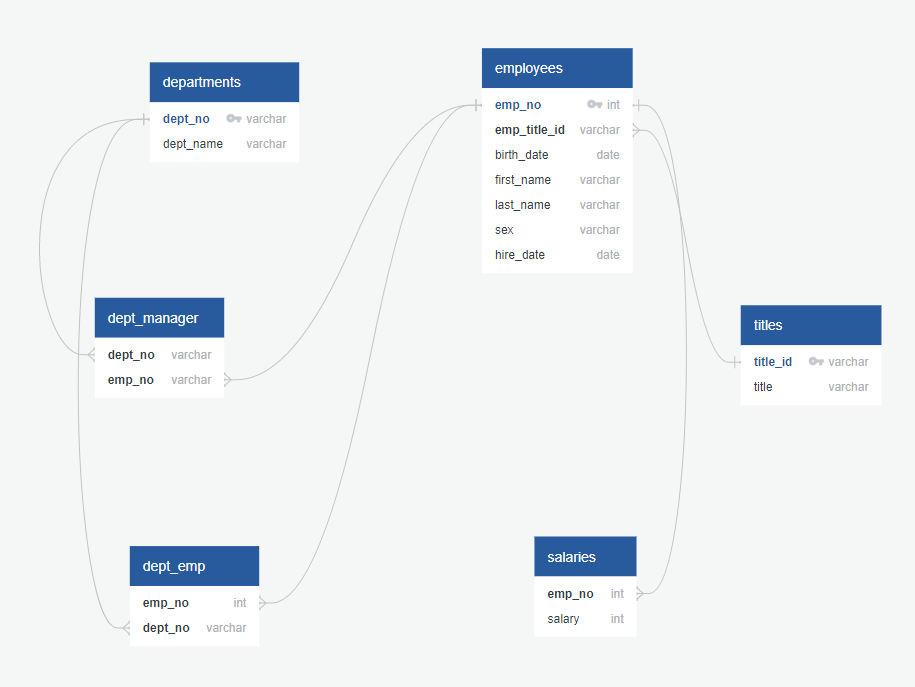 departments
dept_no varchar
dept_name varchar
employees
emp_no int
emp_title_id varchar
birth_date date
first_name varchar
last_name varchar
sex varchar
hire_date date
dept_manager
dept_no varchar
emp_no varchar
titles
title_id varchar
title varchar
dept_emp
emp_no int
dept_no varchar
salaries
emp_no int
salary int